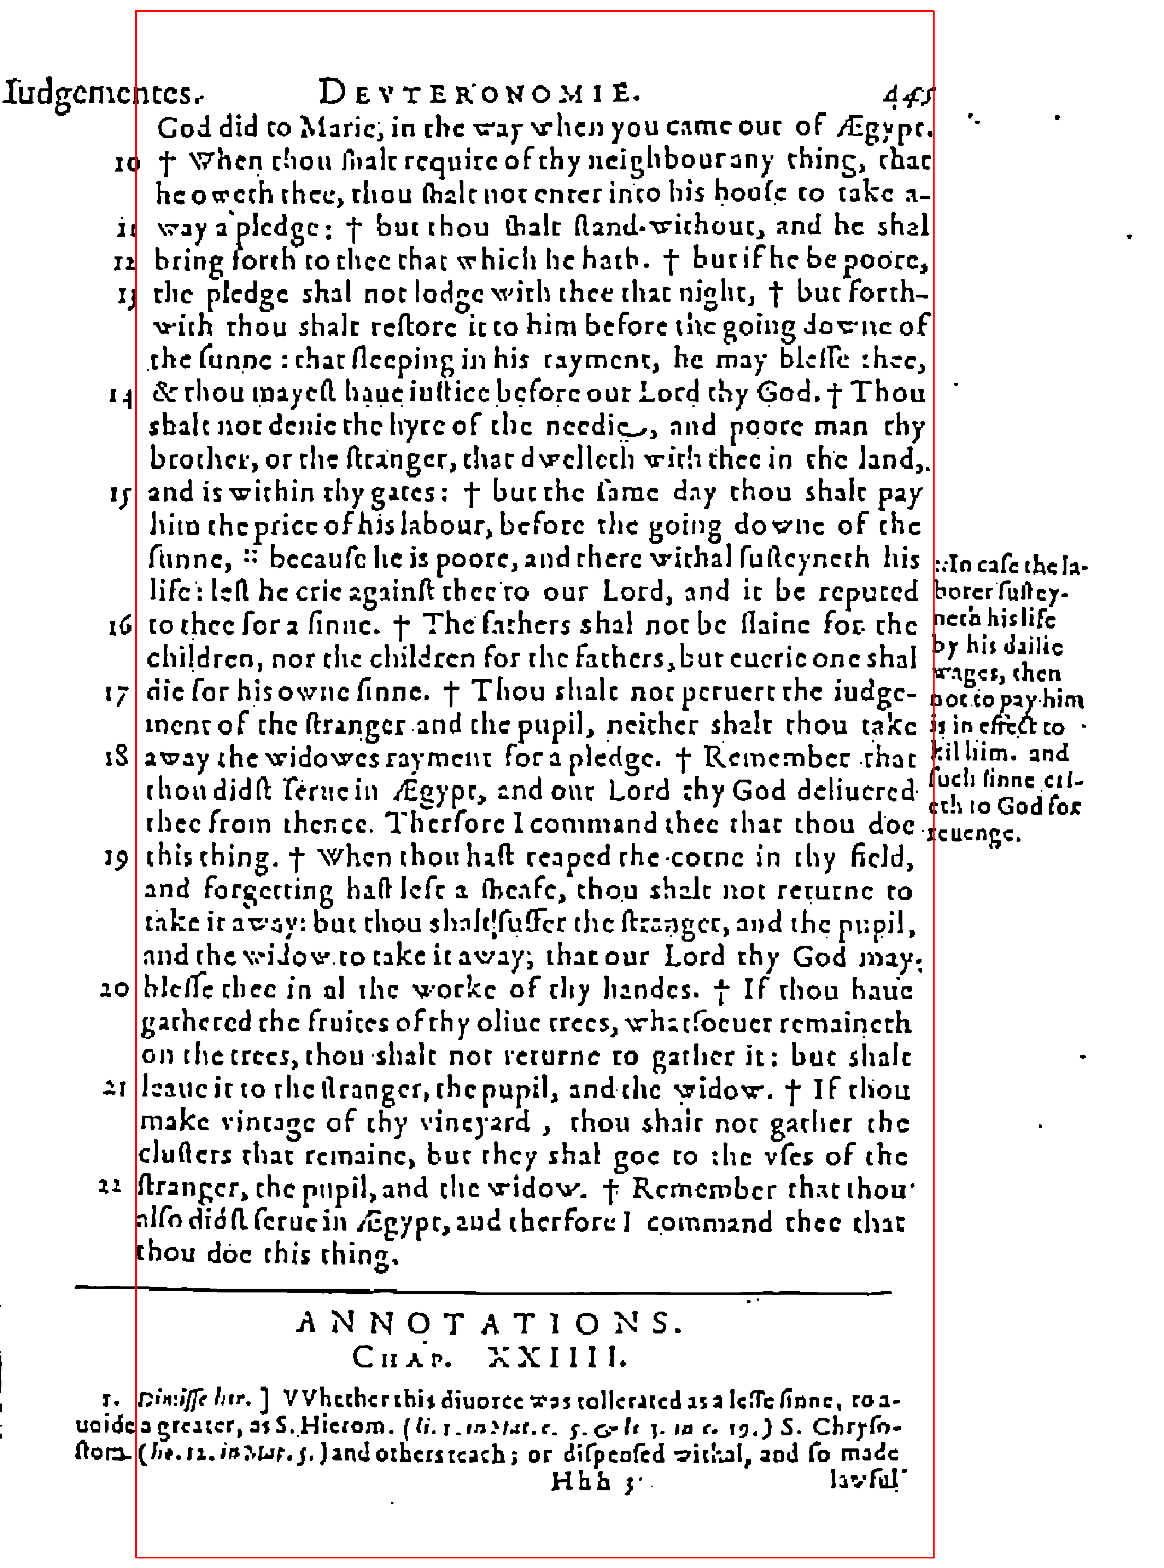 Iudgementes. DEVTERONOMIE. 445
God did to Marie, in the way when you came out of Ægypt.
10 † When thou ſhalt require of thy neighbour any thing, that
he oweth thee, thou ſhalt not enter into his houſe to take a-
11 way a pledge: † but thou ſhalt ſtand without, and he shal
12 bring forth to thee that which he hath. † but if he be poore,
13 the pledge shal not lodge with thee that night, † but forth-
with thou shalt reſtore it to him before the going downe of
the ſunne: that ſleeping in his rayment, he may bleſſe thee,
14 & thou mayeſt haue iuſtice before our Lord thy God. † Thou
shalt not denie the hyre of the needie, and poore man thy
brother, or the ſtranger, that dwelleth with thee in the land,
15 and is within thy gates: † but the ſame day thou shalt pay
him the price of his labour, before the going downe of the
ſunne, :: becauſe he is poore, and there withal ſuſteyneth his
life: leſt he crie againſt thee to our Lord, and it be reputed
16 to thee for a ſinne. † The fathers shal not be ſlaine for the
children, nor the children for the fathers, but euerie one shal
17 die for his owne ſinne. † Thou shalt not peruert the iudge-
ment of the ſtranger and the pupil, neither shalt thou take
18 away the widowes rayment for a pledge. † Remember that
thou didſt ſerue in Ægypt, and our Lord thy God deliuered
thee from thence. Therfore I command thee that thou doe
19 this thing. † When thou haſt reaped the corne in thy field,
and forgetting haſt left a ſheafe, thou shalt not returne to
take it away: but thou shalt ſuffer the ſtranger, and the pupil,
and the widow to take it away; that our Lord thy God may
20 bleſſe thee in al the worke of thy handes. † If thou haue
gathered the fruites of thy oliue trees, whatſoeuer remaineth
on the trees, thou shalt not returne to gather it: but shalt
21 leaue it to the ſtranger, the pupil, and the widow. † If thou
make vintage of thy vineyard, thou shalt not gather the
cluſters that remaine, but they shal goe to the vſes of the
22 ſtranger, the pupil, and the widow. † Remember that thou
alſo didſt ſerue in Ægypt, and therfore I command thee that
thou doe this thing.
::In caſe the la-
borer ſuſtey-
neth his life
by his dailie
wages, then
not to pay him
is in effect to
kil him. and
ſuch ſinne cri-
eth to God for
reuenge.
ANNOTATIONS.
CHAP. XXIIII.
1. Dimiſſe her. ] VVhether this diuorce was tollerated as a leſſe ſinne, to a-
uoide a greater, as S. Hierom. (li. 1. in Mat. c. 5. & li 3. in c. 19.) S. Chryſo-
ſtom (ho. 12. in Mat. 5.) and others teach; or diſpenſed withal, and ſo made
Hhh 3 lawful